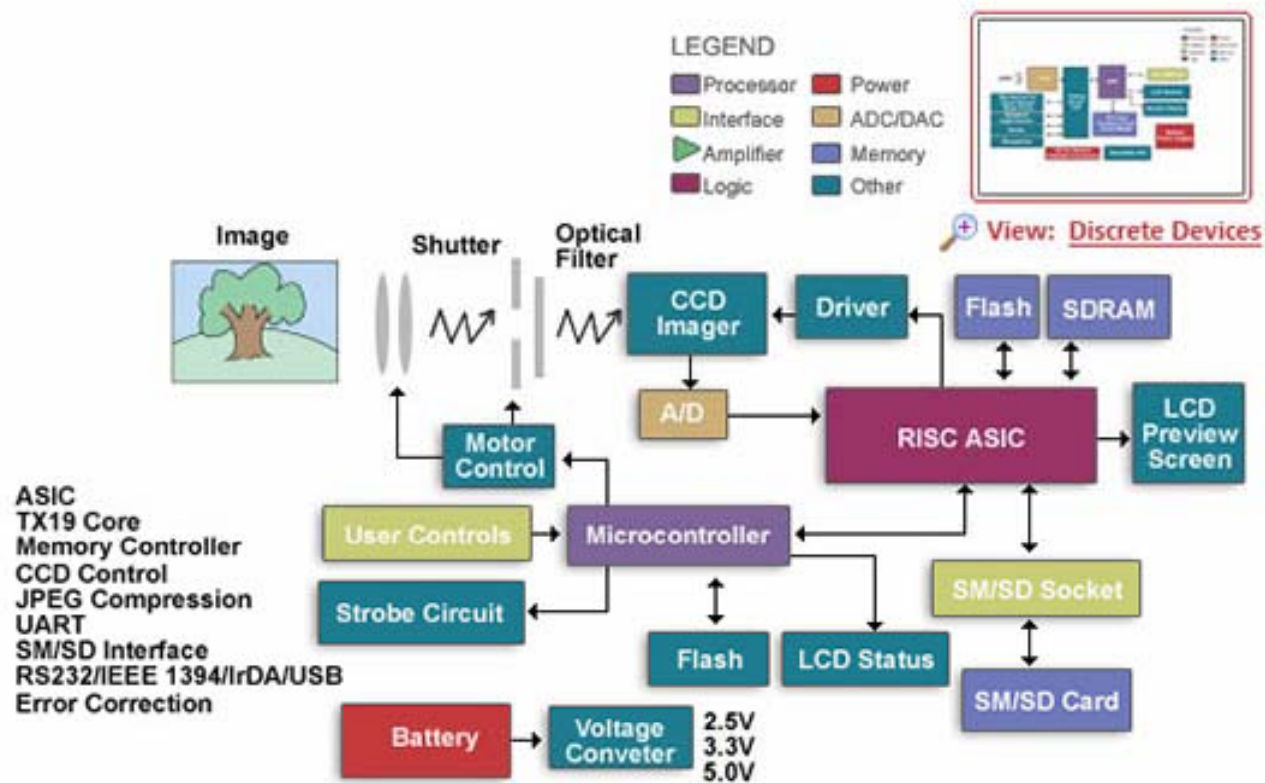 LEGEND
Processor
Power
Interface
ADC/DAC
Amplifier
Memory
Logic
Other
View: Discrete Devices
Image
Shutter
Optical
Filter
CCD
Imager
Driver
Flash
SDRAM
A/D
RISC ASIC
LCD
Preview
Screen
Motor
Control
ASIC
TX19 Core
Memory Controller
CCD Control
JPEG Compression
UART
SM/SD Interface
RS232/IEEE 1394/IrDA/USB
Error Correction
User Controls
Microcontroller
Strobe Circuit
SM/SD Socket
Flash
LCD Status
SM/SD Card
Battery
Voltage
Conveter
2.5V
3.3V
5.0V